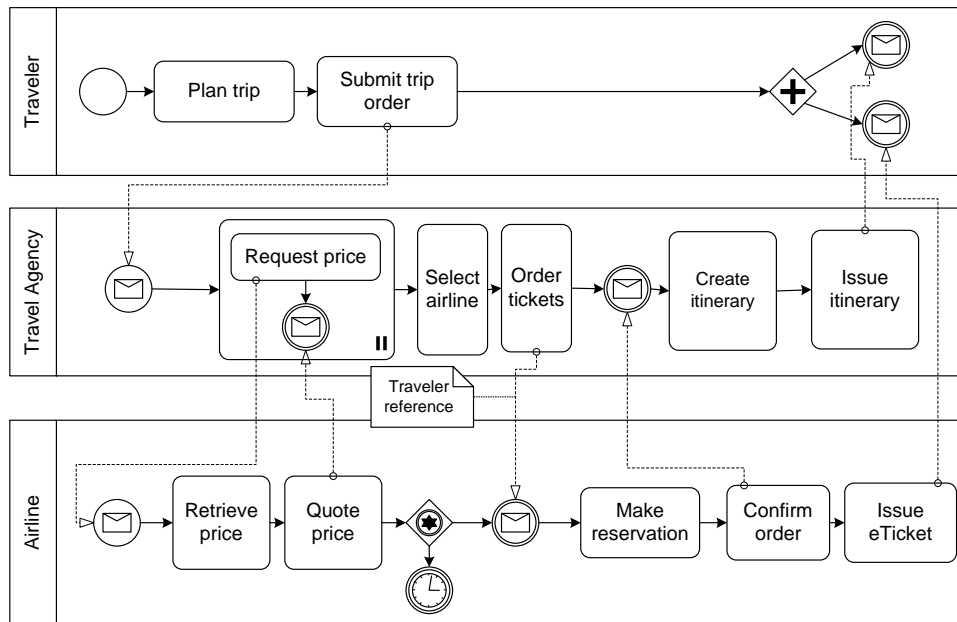 Traveler
Plan trip
Submit trip
order
Travel Agency
Request price
Select
airline
Order
tickets
Create
itinerary
Issue
itinerary
Traveler
reference
Airline
Retrieve
price
Quote
price
Make
reservation
Confirm
order
Issue
eTicket